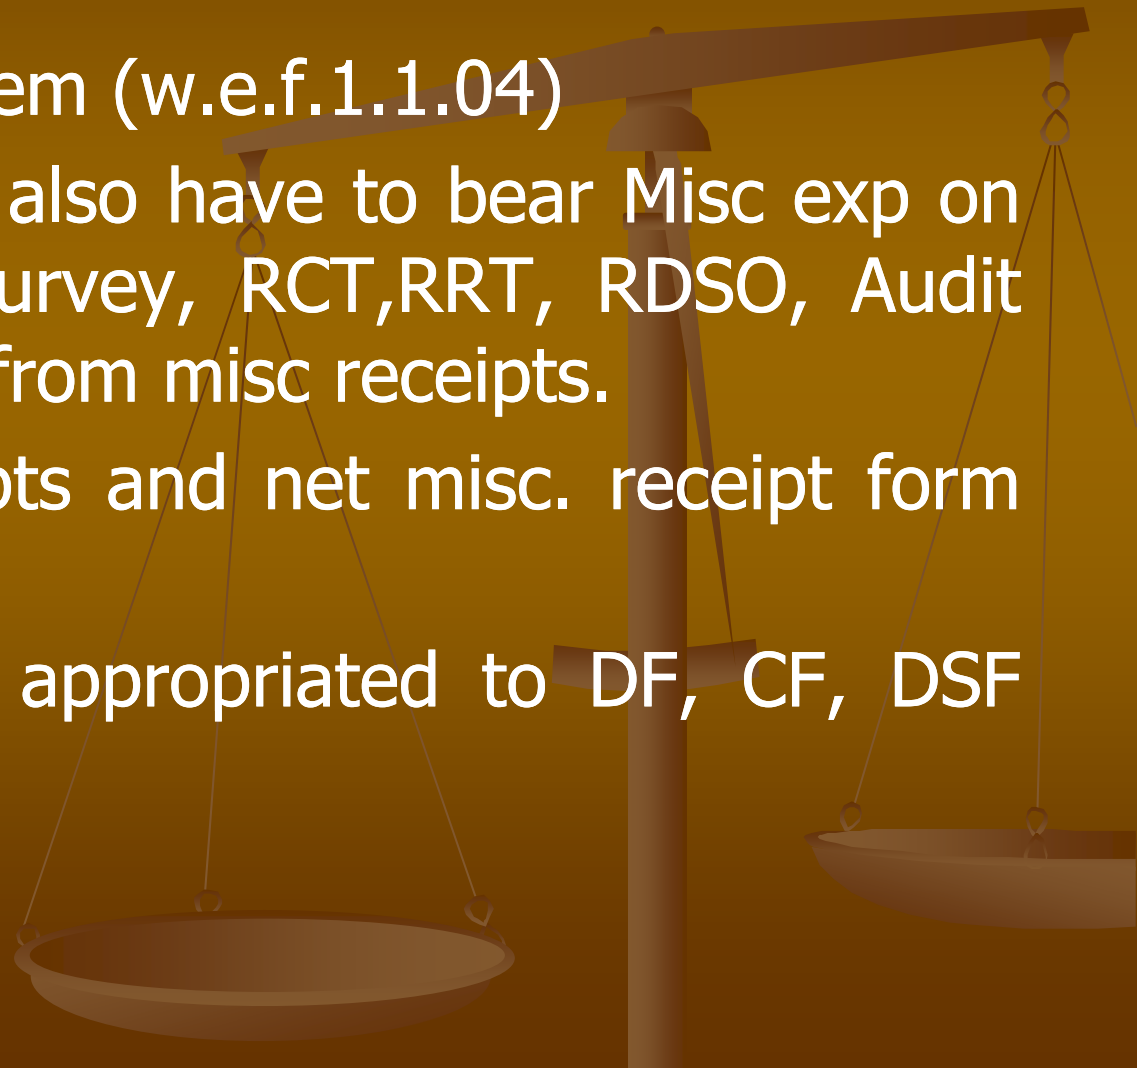 em (w.e.f.1.1.04)
also have to bear Misc exp on
urvey, RCT,RRT, RDSO, Audit
from misc receipts.
ots and net misc. receipt form
appropriated to DF, CF, DSF